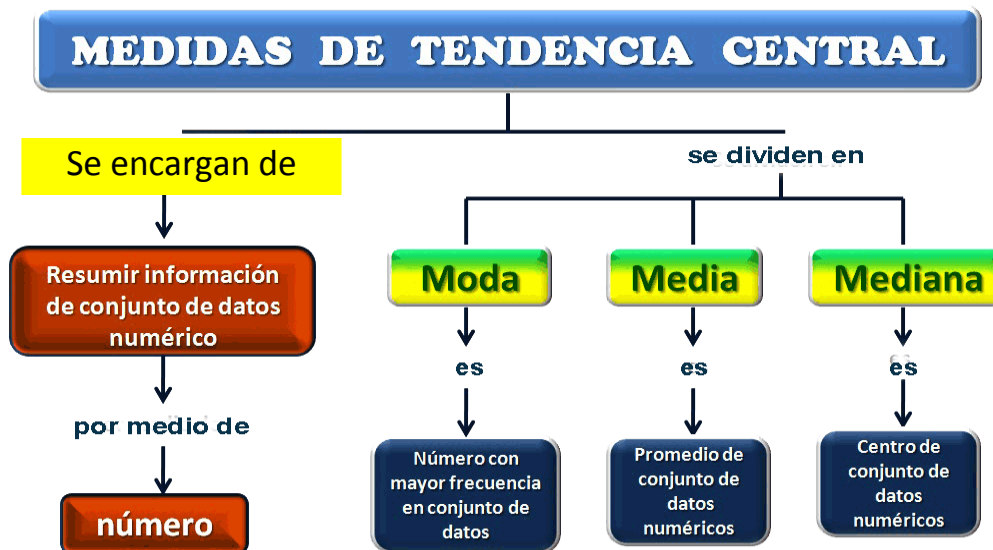 MEDIDAS DE TENDENCIA CENTRAL
Se encargan de
Resumir información
de conjunto de datos
numérico
por medio de
número
se dividen en
Moda
es
Número con
mayor frecuencia
en conjunto de
datos
Media
es
Promedio de
conjunto de
datos
numéricos
Mediana
es
Centro de
conjunto de
datos
numéricos